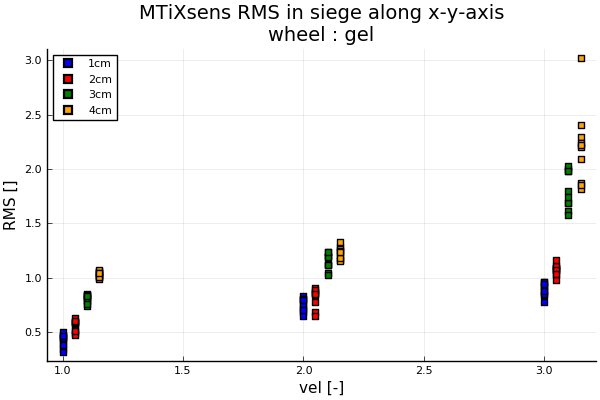 MTiXsens RMS in siege along x-y-axis
wheel : gel
3.0
2.5
2.0
1.5
1.0
0.5
RMS []
1cm
2cm
3cm
4cm
1.0 1.5 2.0 2.5 3.0
vel [-]